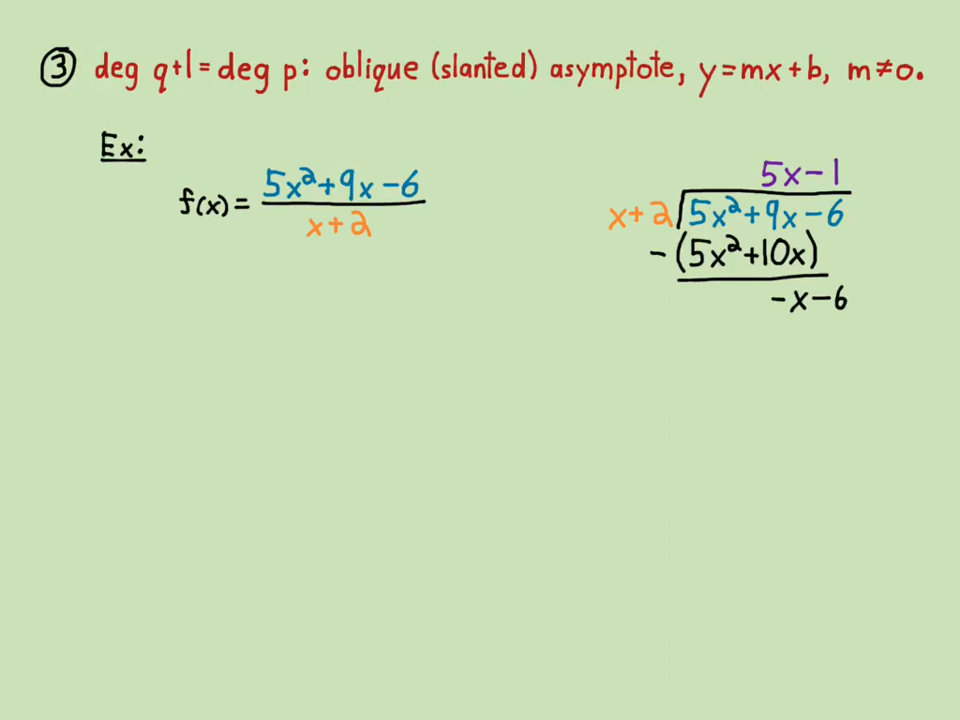 ③ deg q+1 = deg p: oblique (slanted) asymptote, y=mx+b, m≠0.
Ex:
f(x) = \frac{5x²+9x-6}{x+2}
5x-1
x+2 5x²+9x-6
-(5x²+10x)
-x-6